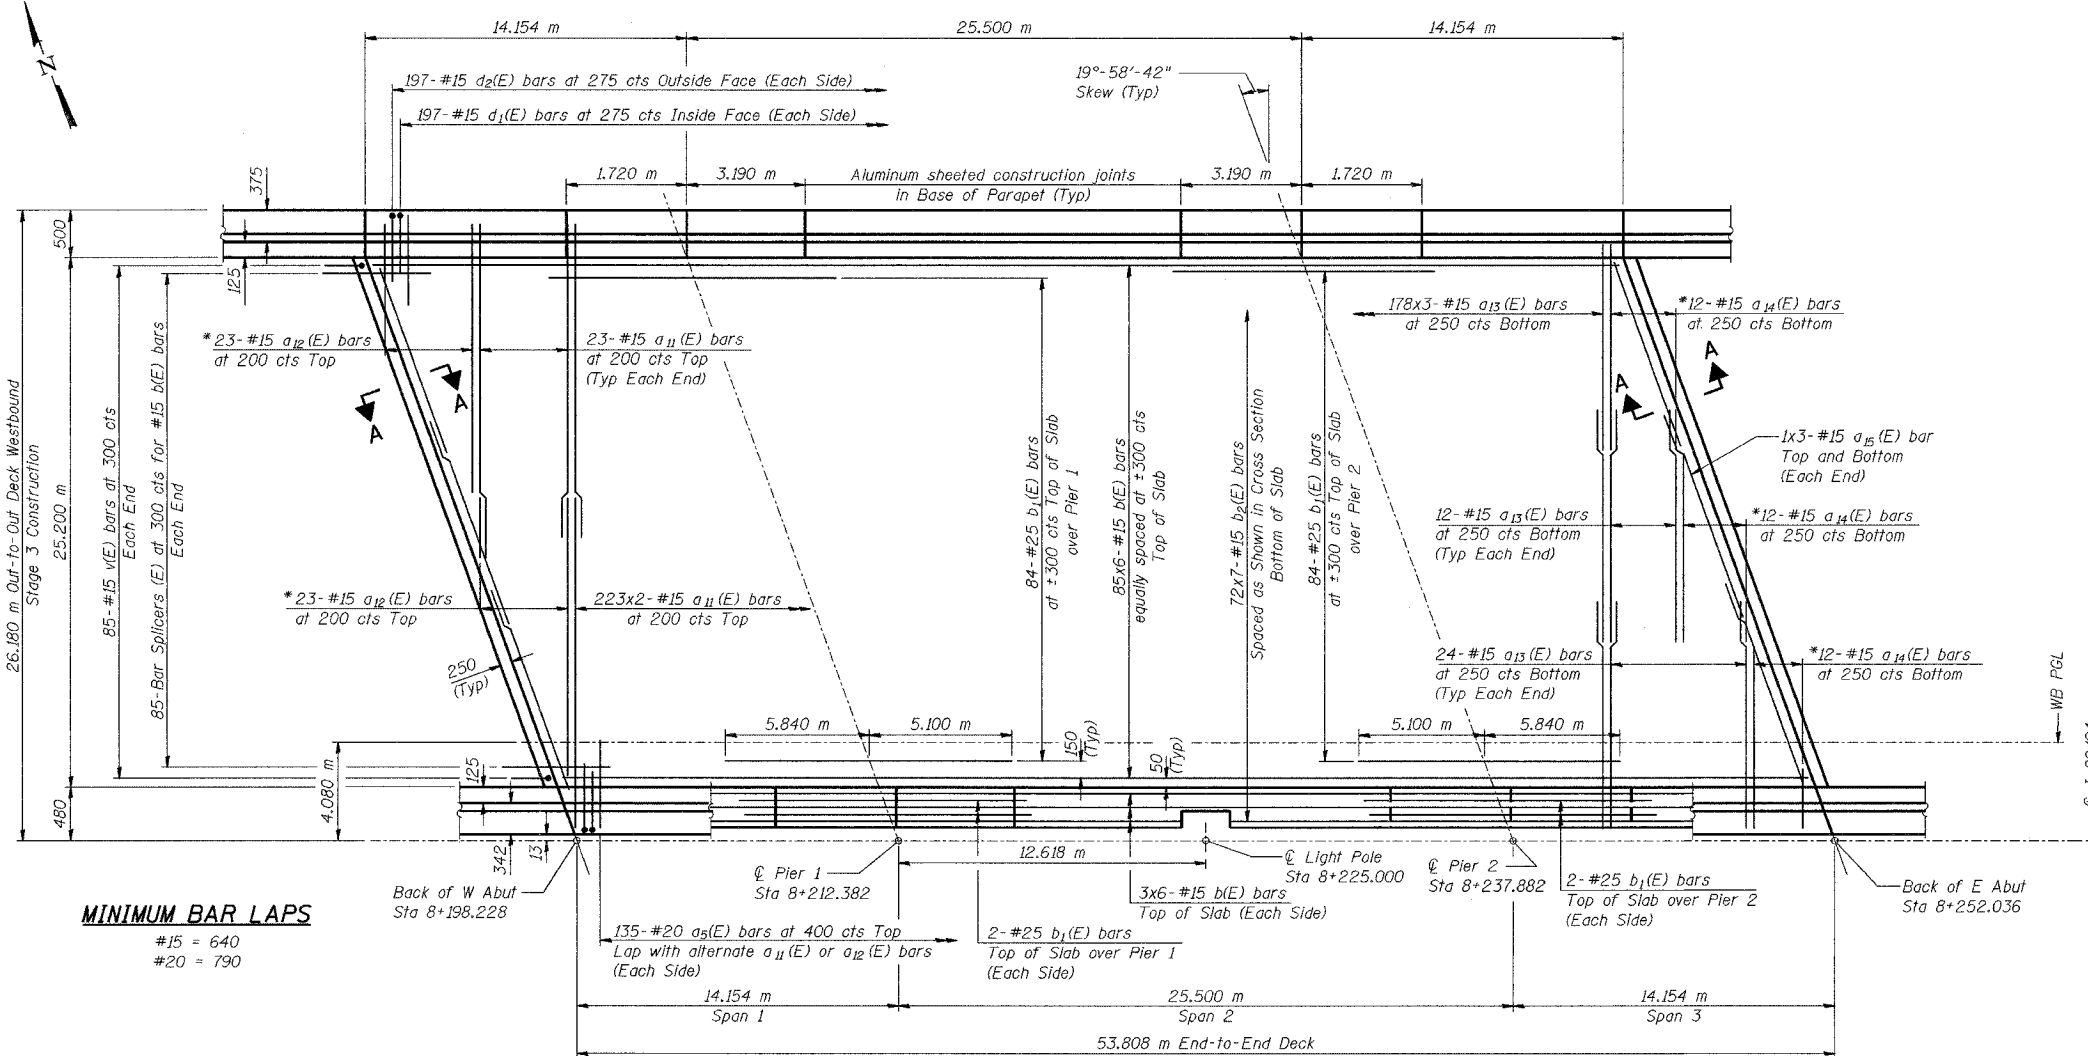 14.154 m
25.500 m
14.154 m
N
197-#15 d2(E) bars at 275 cts Outside Face (Each Side)
197-#15 d1(E) bars at 275 cts Inside Face (Each Side)
19°-58'-42"
Skew (Typ)
375
1.720 m
3.190 m
Aluminum sheeted construction joints
in Base of Parapet (Typ)
3.190 m
1.720 m
500
125
26.180 m Out-to-Out Deck Westbound
Stage 3 Construction
25.200 m
85-#15 v(E) bars at 300 cts
Each End
85-Bar Splicers (E) at 300 cts for #15 b(E) bars
Each End
*23-#15 a12(E) bars
at 200 cts Top
23-#15 a11(E) bars
at 200 cts Top
(Typ Each End)
A
A
178x3-#15 a13(E) bars
at 250 cts Bottom
*12-#15 a14(E) bars
at 250 cts Bottom
A
A
84-#25 b1(E) bars
at ±300 cts Top of Slab
over Pier 1
85x6-#15 b(E) bars
equally spaced at ±300 cts
Top of Slab
72x7-#15 b2(E) bars
Spaced as Shown in Cross Section
Bottom of Slab
84-#25 b1(E) bars
at ±300 cts Top of Slab
over Pier 2
1x3-#15 a15(E) bar
Top and Bottom
(Each End)
12-#15 a13(E) bars
at 250 cts Bottom
(Typ Each End)
*12-#15 a14(E) bars
at 250 cts Bottom
*23-#15 a12(E) bars
at 200 cts Top
223x2-#15 a11(E) bars
at 200 cts Top
250
(Typ)
24-#15 a13(E) bars
at 250 cts Bottom
(Typ Each End)
*12-#15 a14(E) bars
at 250 cts Bottom
WB PGL
5.840 m
5.100 m
150
(Typ)
50
(Typ)
5.100 m
5.840 m
4.080 m
125
480
342
13
12.618 m
Back of W Abut
Sta 8+198.228
℄ Pier 1
Sta 8+212.382
℄ Light Pole
Sta 8+225.000
℄ Pier 2
Sta 8+237.882
Back of E Abut
Sta 8+252.036
3x6-#15 b(E) bars
Top of Slab (Each Side)
2-#25 b1(E) bars
Top of Slab over Pier 2
(Each Side)
MINIMUM BAR LAPS
#15 = 640
#20 = 790
135-#20 a5(E) bars at 400 cts Top
Lap with alternate a11(E) or a12(E) bars
(Each Side)
2-#25 b1(E) bars
Top of Slab over Pier 1
(Each Side)
14.154 m
Span 1
25.500 m
Span 2
14.154 m
Span 3
53.808 m End-to-End Deck